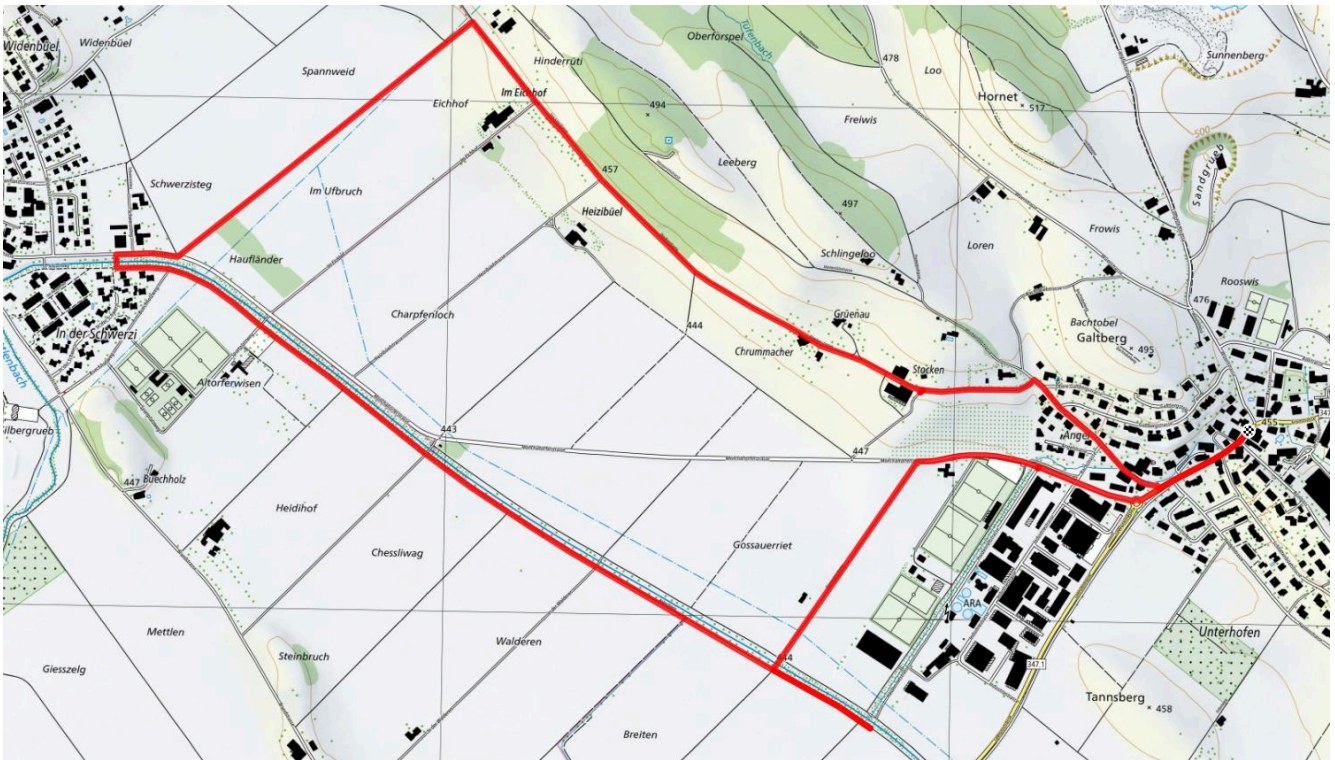 Widenbüel
Widenbüel
Spannweid
Hinderrüti
Oberforspel
Tüfenbach
478
Loo
Sunnenberg
Hornet
517
Eichhof
Im Eichhof
494
Freiwis
500
Leeberg
Sandgrueb
Schwerzisteg
Im Ufbruch
457
Heizibüel
497
Frowis
Schlingeloo
Loren
Haufländer
Rooswis
476
Charpfenloch
Grüenau
Bachtobel
Galtberg
495
In der Schwerzi
444
Chrummacher
Stocken
Altorferwisen
Silbergrueb
443
447
Anger
455
447
Buechholz
Heidihof
Chessliwag
Gossauerriet
ARA
Mettlen
Walderen
Unterhofen
Giesszelg
Steinbruch
347.1
Tannsberg
458
Breiten